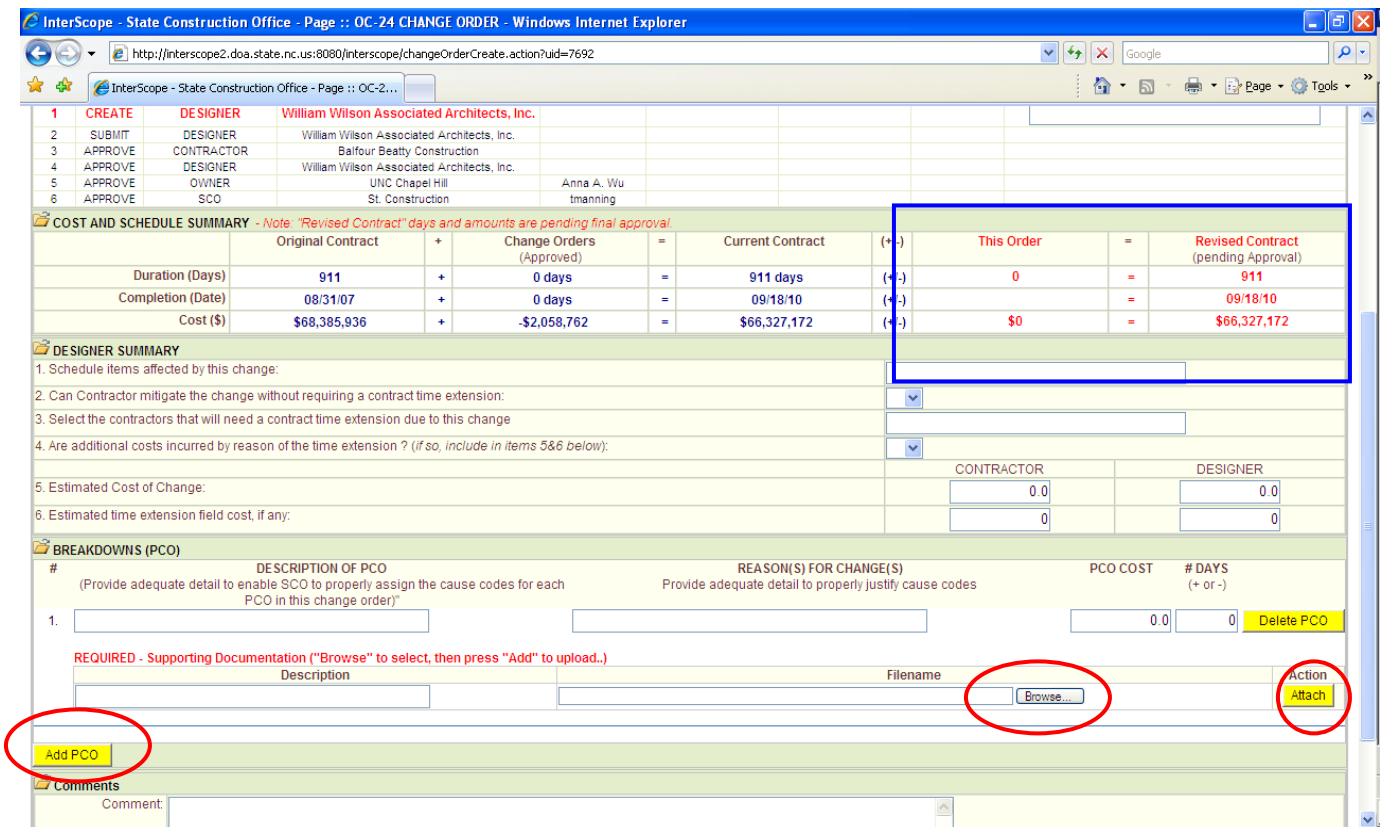 InterScope - State Construction Office - Page :: OC-24 CHANGE ORDER - Windows Internet Explorer
http://interscope2.doa.state.nc.us:8080/interscope/changeOrderCreate.action?uid=7692
Google
InterScope - State Construction Office - Page :: OC-2...
Page
Tools
»
1 CREATE DESIGNER William Wilson Associated Architects, Inc.
2 SUBMIT DESIGNER William Wilson Associated Architects, Inc.
3 APPROVE CONTRACTOR Balfour Beatty Construction
4 APPROVE DESIGNER William Wilson Associated Architects, Inc.
5 APPROVE OWNER UNC Chapel Hill Anna A. Wu
6 APPROVE SCO St. Construction tmanning
COST AND SCHEDULE SUMMARY - Note: "Revised Contract" days and amounts are pending final approval.
Original Contract + Change Orders = Current Contract (+/-) This Order = Revised Contract
(Approved) (pending Approval)
Duration (Days) 911 + 0 days = 911 days (+/-) 0 = 911
Completion (Date) 08/31/07 + 0 days = 09/18/10 (+/-) = 09/18/10
Cost ($) $68,385,936 + -$2,058,762 = $66,327,172 (+/-) $0 = $66,327,172
DESIGNER SUMMARY
1. Schedule items affected by this change:
2. Can Contractor mitigate the change without requiring a contract time extension:
3. Select the contractors that will need a contract time extension due to this change
4. Are additional costs incurred by reason of the time extension ? (if so, include in items 5&6 below):
CONTRACTOR DESIGNER
5. Estimated Cost of Change: 0.0 0.0
6. Estimated time extension field cost, if any: 0 0
BREAKDOWNS (PCO)
# DESCRIPTION OF PCO REASON(S) FOR CHANGE(S) PCO COST # DAYS
(Provide adequate detail to enable SCO to properly assign the cause codes for each Provide adequate detail to properly justify cause codes (+ or -)
PCO in this change order)"
1. 0.0 0 Delete PCO
REQUIRED - Supporting Documentation ("Browse" to select, then press "Add" to upload..)
Description Filename Action
Browse... Attach
Add PCO
Comments
Comment: